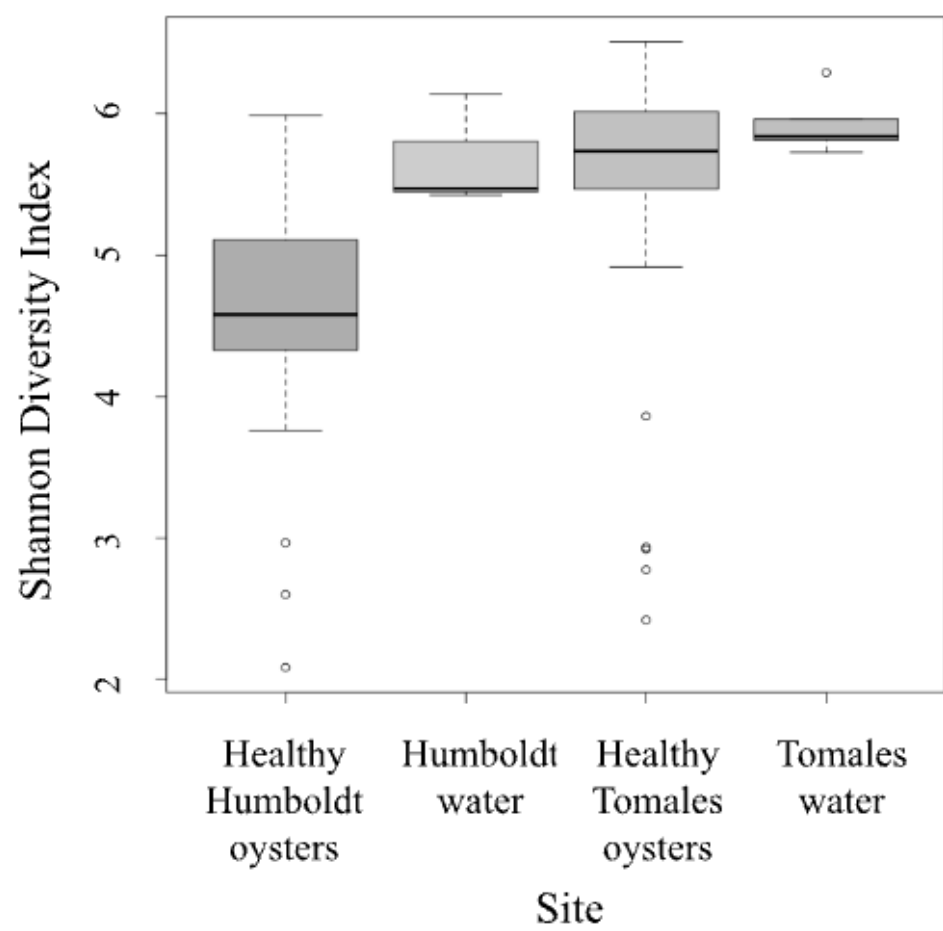 Shannon Diversity Index
6
5
4
3
2
Healthy
Humboldt
oysters
Humboldt
water
Healthy
Tomales
oysters
Tomales
water
Site